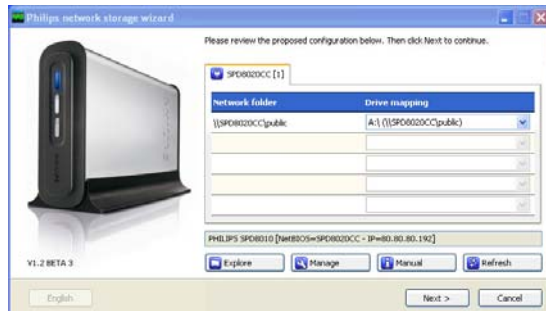 Philips network storage wizard
Please review the proposed configuration below. Then click Next to continue.
SPD8020CC [1]
Network folder Drive mapping
\\SPD8020CC\public A:\ (\\SPD8020CC\public)
PHILIPS SPD8010 [NetBIOS=SPD8020CC - IP=80.80.80.192]
V1.2 BETA 3 Explore Manage Manual Refresh
English Next > Cancel